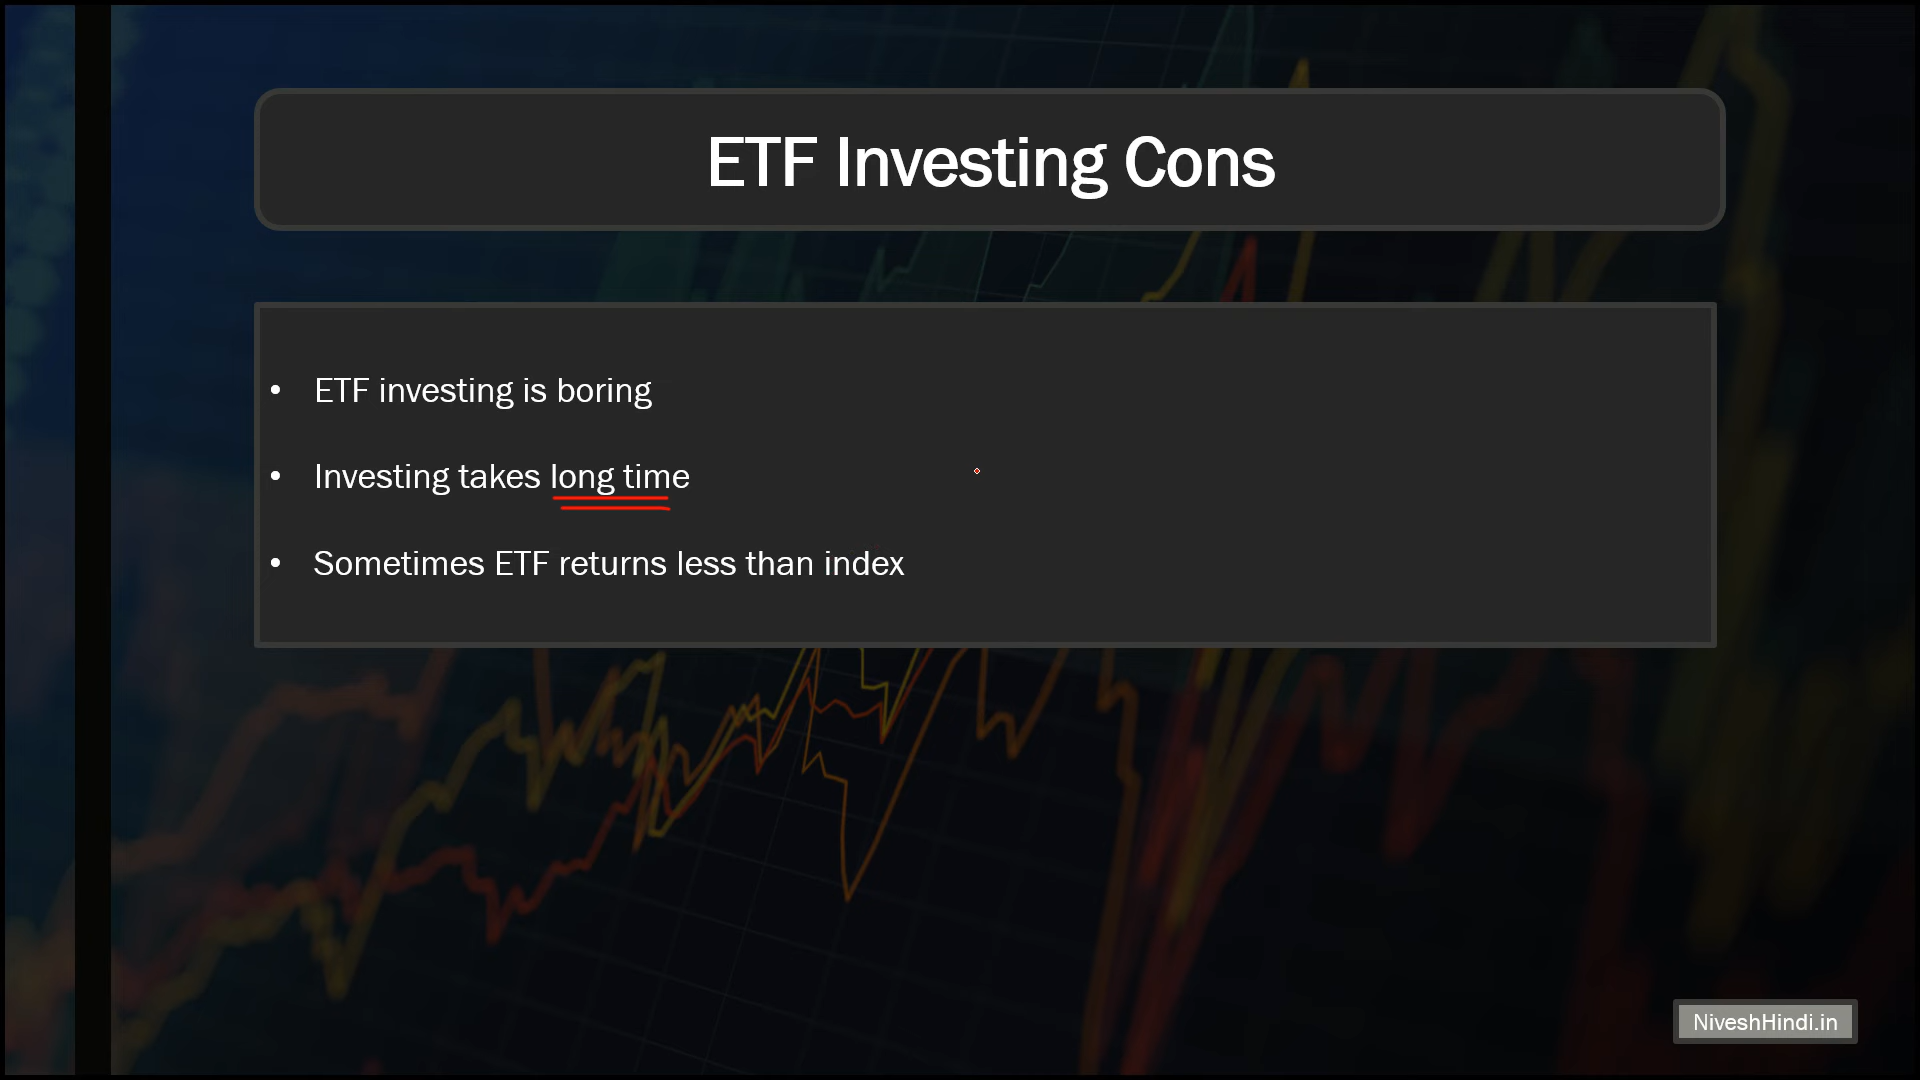 ETF Investing Cons
• ETF investing is boring
• Investing takes long time
• Sometimes ETF returns less than index
NiveshHindi.in